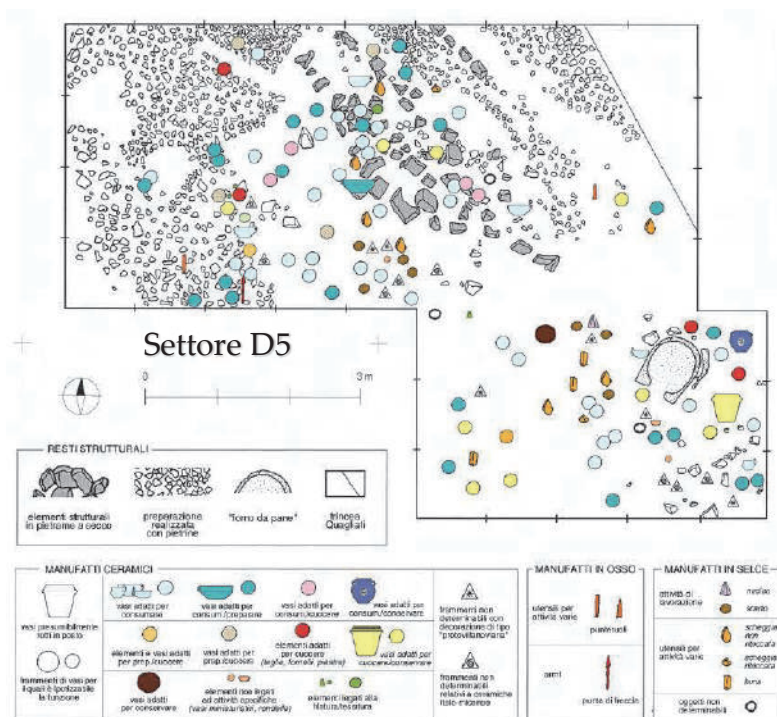 Settore D5
0
3 m
RESTI STRUTTURALI
elementi strutturali
in pietrame a secco
preparazione
realizzata
con pietrine
"forno da pane"
trincea
Quagliati
MANUFATTI CERAMICI
vasi presumibilmente
rotti in posto
frammenti di vasi per
i quali è ipotizzabile
la funzione
vasi adatti per
consumare
vasi adatti per
consum./preparare
vasi adatti per
consum/cuocere
vasi adatti per
consum/conservare
elementi e vasi adatti
per prep./cuocere
vasi adatti per
prep./cuocere
elementi adatti
per cuocere
(teglie, fornelli, piastre)
vasi adatti per
cuocere/conservare
vasi adatti
per conservare
elementi non legati
ad attività specifiche
(vasi miniaturistici, rondelle)
elementi legati alla
filatura/tessitura
frammenti non
determinabili con
decorazione di tipo
"protovillanoviano"
frammenti non
determinabili
relativi a ceramiche
italo-micenee
MANUFATTI IN OSSO
utensili per
attività varie
punteruoli
armi
punta di freccia
MANUFATTI IN SELCE
attività di
lavorazione
nucleo
scarto
utensili per
attività varie
scheggia
non
ritoccata
scheggia
ritoccata
lama
oggetti non
determinabili